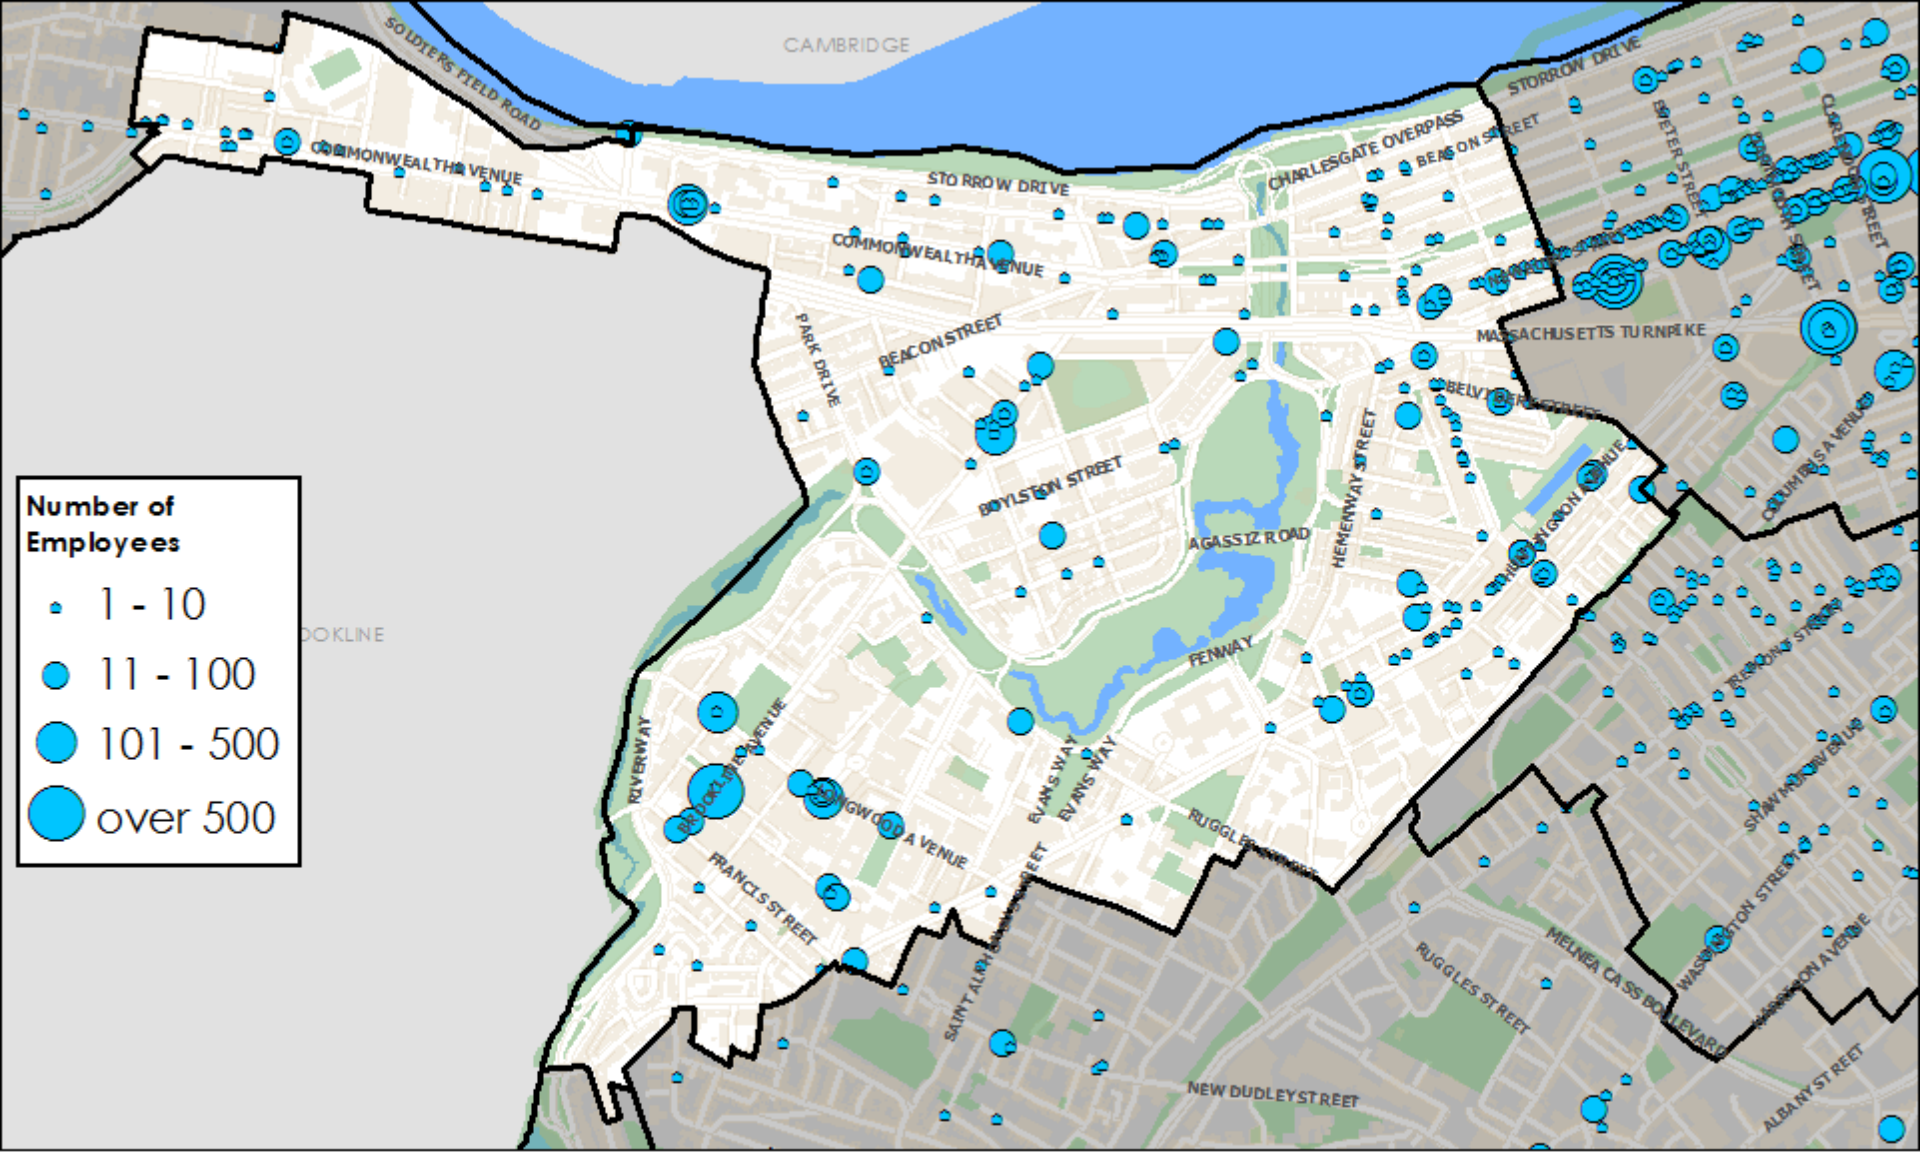 CAMBRIDGE
SOLDIERS FIELD ROAD
STORROW DRIVE
EXETER STREET
CHARLESGATE OVERPASS
BEACON STREET
COMMONWEALTH AVENUE
STORROW DRIVE
COMMONWEALTH AVENUE
PARK DRIVE
BEACON STREET
MASSACHUSETTS TURNPIKE
BELVIDERE STREET
COLUMBUS AVENUE
HEMENWAY STREET
BOYLSTON STREET
HUNTINGTON AVENUE
AGASSIZ ROAD
Number of
Employees
1 - 10
11 - 100
101 - 500
over 500
OOKLINE
FENWAY
TREMONT STREET
RIVERWAY
BROOKLINE AVENUE
EVANS WAY
EVANS WAY
SHAWMUT AVENUE
LONGWOOD AVENUE
RUGGLES STREET
FRANCIS STREET
SAINT ALPHONSUS STREET
WASHINGTON STREET
RUGGLES STREET
MELNEA CASS BOULEVARD
HARRISON AVENUE
NEW DUDLEY STREET
ALBANY STREET